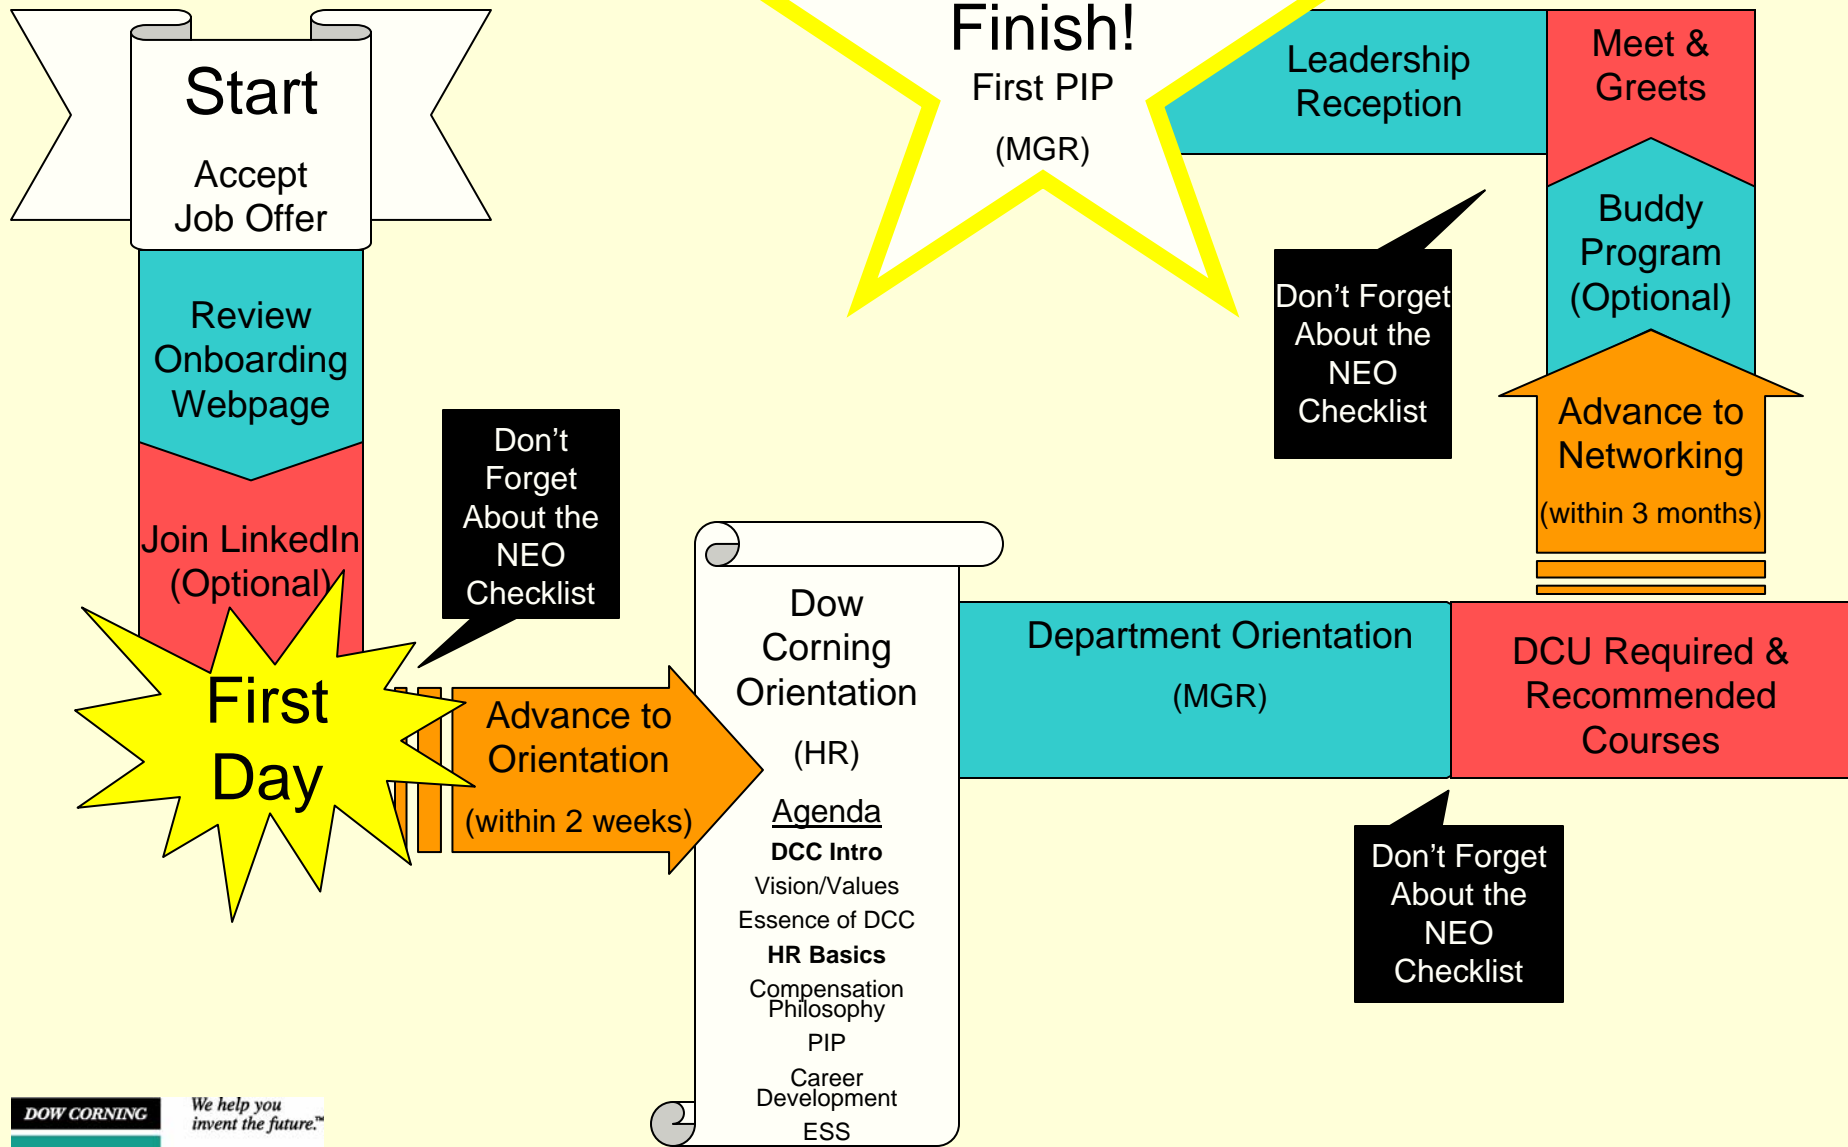 Start
Accept
Job Offer
Review
Onboarding
Webpage
Join LinkedIn
(Optional)
First
Day
Don't
Forget
About the
NEO
Checklist
Advance to
Orientation
(within 2 weeks)
Dow
Corning
Orientation
(HR)
Agenda
DCC Intro
Vision/Values
Essence of DCC
HR Basics
Compensation
Philosophy
PIP
Career
Development
ESS
Department Orientation
(MGR)
DCU Required &
Recommended
Courses
Don't Forget
About the
NEO
Checklist
Advance to
Networking
(within 3 months)
Buddy
Program
(Optional)
Meet &
Greets
Don't Forget
About the
NEO
Checklist
Leadership
Reception
Finish!
First PIP
(MGR)
DOW CORNING
We help you
invent the future.™